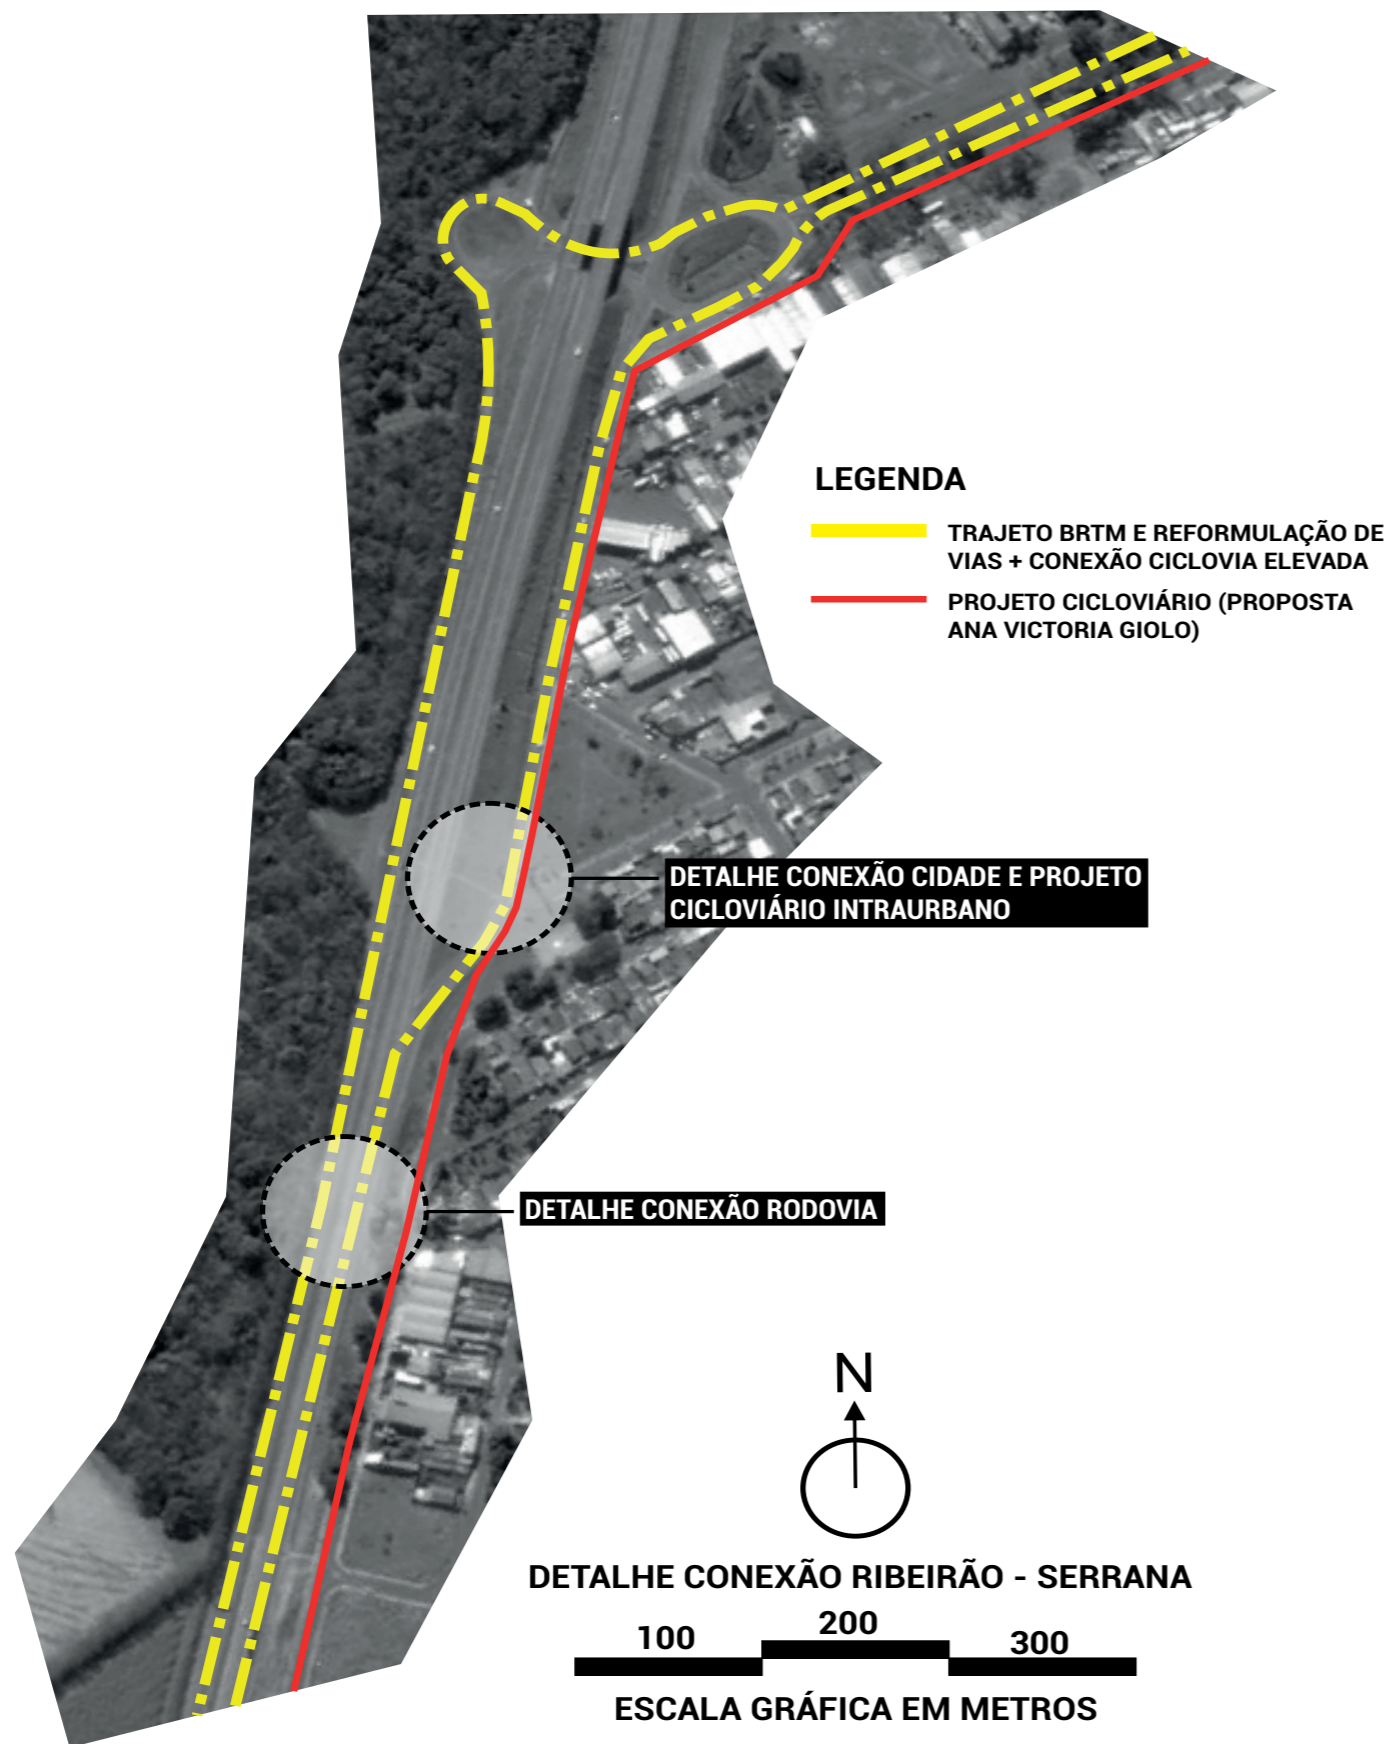 LEGENDA
TRAJETO BRTM E REFORMULAÇÃO DE
VIAS + CONEXÃO CICLOVIA ELEVADA
PROJETO CICLOVIÁRIO (PROPOSTA
ANA VICTORIA GIOLO)
DETALHE CONEXÃO CIDADE E PROJETO
CICLOVIÁRIO INTRAURBANO
DETALHE CONEXÃO RODOVIA
N
DETALHE CONEXÃO RIBEIRÃO - SERRANA
100 200 300
ESCALA GRÁFICA EM METROS